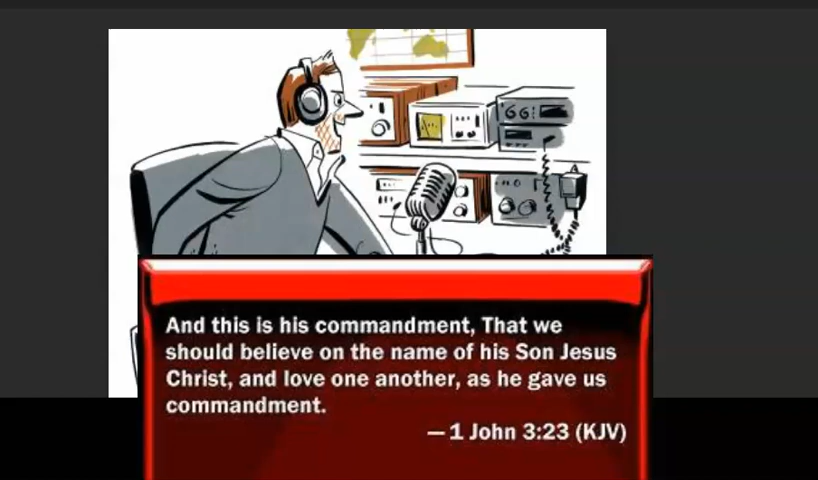 66:
And this is his commandment, That we
should believe on the name of his Son Jesus
Christ, and love one another, as he gave us
commandment.
— 1 John 3:23 (KJV)